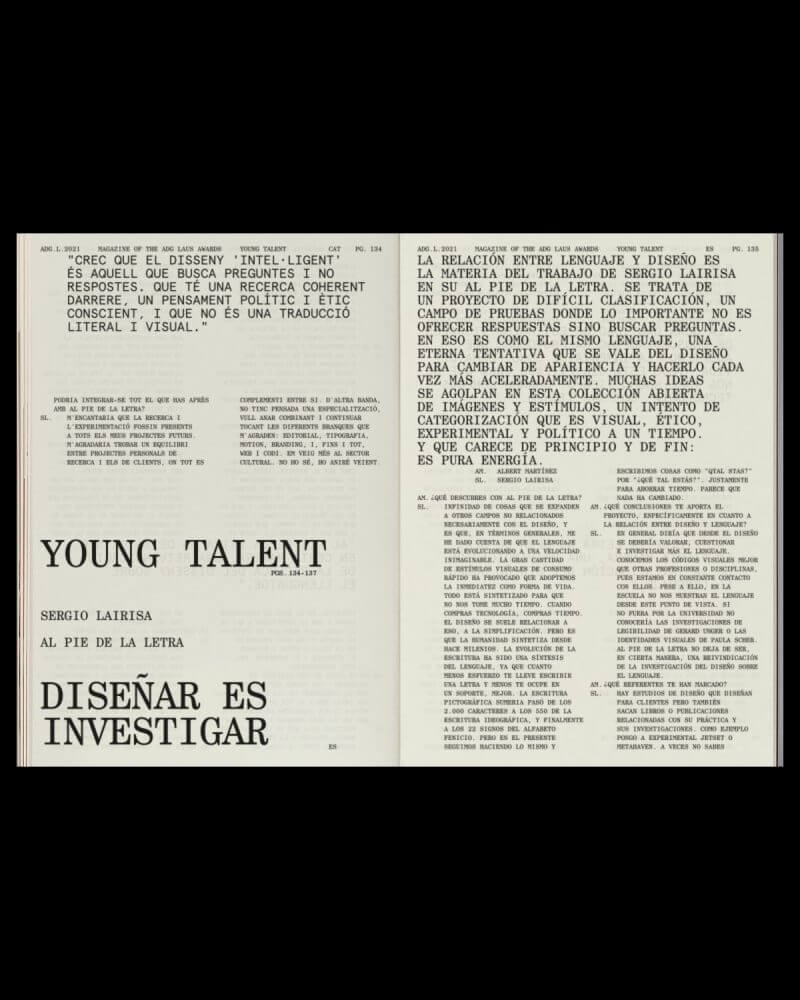 ADG.L.2021 MAGAZINE OF THE ADG LAUS AWARDS YOUNG TALENT CAT PG. 134
"CREC QUE EL DISSENY 'INTEL·LIGENT'
ÉS AQUELL QUE BUSCA PREGUNTES I NO
RESPOSTES. QUE TÉ UNA RECERCA COHERENT
DARRERE, UN PENSAMENT POLÍTIC I ÈTIC
CONSCIENT, I QUE NO ÉS UNA TRADUCCIÓ
LITERAL I VISUAL."
PODRIA INTEGRAR-SE TOT EL QUE HAS APRÈS
AMB AL PIE DE LA LETRA?
SL. M'ENCANTARIA QUE LA RECERCA I
L'EXPERIMENTACIÓ FOSSIN PRESENTS
A TOTS ELS MEUS PROJECTES FUTURS.
M'AGRADARIA TROBAR UN EQUILIBRI
ENTRE PROJECTES PERSONALS DE
RECERCA I ELS DE CLIENTS, ON TOT ES
COMPLEMENTI ENTRE SI. D'ALTRA BANDA,
NO TINC PENSADA UNA ESPECIALITZACIÓ,
VULL ANAR COMBINANT I CONTINUAR
TOCANT LES DIFERENTS BRANQUES QUE
M'AGRADEN: EDITORIAL, TIPOGRAFIA,
MOTION, BRANDING, I, FINS I TOT,
WEB I CODI. EM VEIG MÉS AL SECTOR
CULTURAL. NO HO SÉ, HO ANIRÉ VEIENT.
YOUNG TALENT
PGS. 134-137
SERGIO LAIRISA
AL PIE DE LA LETRA
DISEÑAR ES
INVESTIGAR
ES
ADG.L.2021 MAGAZINE OF THE ADG LAUS AWARDS YOUNG TALENT ES PG. 135
LA RELACIÓN ENTRE LENGUAJE Y DISEÑO ES
LA MATERIA DEL TRABAJO DE SERGIO LAIRISA
EN SU AL PIE DE LA LETRA. SE TRATA DE
UN PROYECTO DE DIFÍCIL CLASIFICACIÓN, UN
CAMPO DE PRUEBAS DONDE LO IMPORTANTE NO ES
OFRECER RESPUESTAS SINO BUSCAR PREGUNTAS.
EN ESO ES COMO EL MISMO LENGUAJE, UNA
ETERNA TENTATIVA QUE SE VALE DEL DISEÑO
PARA CAMBIAR DE APARIENCIA Y HACERLO CADA
VEZ MÁS ACELERADAMENTE. MUCHAS IDEAS
SE AGOLPAN EN ESTA COLECCIÓN ABIERTA
DE IMÁGENES Y ESTÍMULOS, UN INTENTO DE
CATEGORIZACIÓN QUE ES VISUAL, ÉTICO,
EXPERIMENTAL Y POLÍTICO A UN TIEMPO.
Y QUE CARECE DE PRINCIPIO Y DE FIN:
ES PURA ENERGÍA.
AM. ALBERT MARTÍNEZ
SL. SERGIO LAIRISA
AM. ¿QUÉ DESCUBRES CON AL PIE DE LA LETRA?
SL. INFINIDAD DE COSAS QUE SE EXPANDEN
A OTROS CAMPOS NO RELACIONADOS
NECESARIAMENTE CON EL DISEÑO, Y
ES QUE, EN TÉRMINOS GENERALES, ME
HE DADO CUENTA DE QUE EL LENGUAJE
ESTÁ EVOLUCIONANDO A UNA VELOCIDAD
INIMAGINABLE. LA GRAN CANTIDAD
DE ESTÍMULOS VISUALES DE CONSUMO
RÁPIDO HA PROVOCADO QUE ADOPTEMOS
LA INMEDIATEZ COMO FORMA DE VIDA.
TODO ESTÁ SINTETIZADO PARA QUE
NO NOS TOME MUCHO TIEMPO. CUANDO
COMPRAS TECNOLOGÍA, COMPRAS TIEMPO.
EL DISEÑO SE SUELE RELACIONAR A
ESO, A LA SIMPLIFICACIÓN. PERO ES
QUE LA HUMANIDAD SINTETIZA DESDE
HACE MILENIOS. LA EVOLUCIÓN DE LA
ESCRITURA HA SIDO UNA SÍNTESIS
DEL LENGUAJE, YA QUE CUANTO
MENOS ESFUERZO TE LLEVE ESCRIBIR
UNA LETRA Y MENOS TE OCUPE EN
UN SOPORTE, MEJOR. LA ESCRITURA
PICTOGRÁFICA SUMERIA PASÓ DE LOS
2.000 CARACTERES A LOS 550 DE LA
ESCRITURA IDEOGRÁFICA, Y FINALMENTE
A LOS 22 SIGNOS DEL ALFABETO
FENICIO. PERO EN EL PRESENTE
SEGUIMOS HACIENDO LO MISMO Y
ESCRIBIMOS COSAS COMO "QTAL STAS?"
POR "¿QUÉ TAL ESTÁS?". JUSTAMENTE
PARA AHORRAR TIEMPO. PARECE QUE
NADA HA CAMBIADO.
AM. ¿QUÉ CONCLUSIONES TE APORTA EL
PROYECTO, ESPECÍFICAMENTE EN CUANTO A
LA RELACIÓN ENTRE DISEÑO Y LENGUAJE?
SL. EN GENERAL DIRÍA QUE DESDE EL DISEÑO
SE DEBERÍA VALORAR, CUESTIONAR
E INVESTIGAR MÁS EL LENGUAJE.
CONOCEMOS LOS CÓDIGOS VISUALES MEJOR
QUE OTRAS PROFESIONES O DISCIPLINAS,
PUES ESTAMOS EN CONSTANTE CONTACTO
CON ELLOS. PESE A ELLO, EN LA
ESCUELA NO NOS MUESTRAN EL LENGUAJE
DESDE ESTE PUNTO DE VISTA. SI
NO FUERA POR LA UNIVERSIDAD NO
CONOCERÍA LAS INVESTIGACIONES DE
LEGIBILIDAD DE GERARD UNGER O LAS
IDENTIDADES VISUALES DE PAULA SCHER.
AL PIE DE LA LETRA NO DEJA DE SER,
EN CIERTA MANERA, UNA REIVINDICACIÓN
DE LA INVESTIGACIÓN DEL DISEÑO SOBRE
EL LENGUAJE.
AM. ¿QUÉ REFERENTES TE HAN MARCADO?
SL. HAY ESTUDIOS DE DISEÑO QUE DISEÑAN
PARA CLIENTES PERO TAMBIÉN
SACAN LIBROS O PUBLICACIONES
RELACIONADAS CON SU PRÁCTICA Y
SUS INVESTIGACIONES. COMO EJEMPLO
PONGO A EXPERIMENTAL JETSET O
METAHAVEN. A VECES NO SABES